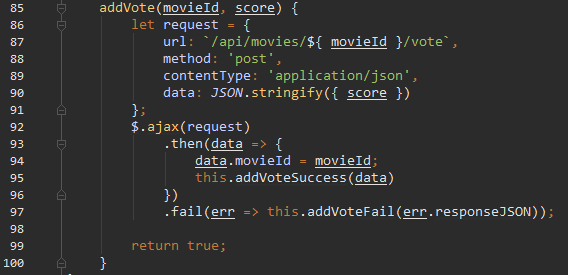 85 addVote(movieId, score) {
86 let request = {
87 url: `/api/movies/${ movieId }/vote`,
88 method: 'post',
89 contentType: 'application/json',
90 data: JSON.stringify({ score })
91 };
92 $.ajax(request)
93 .then(data => {
94 data.movieId = movieId;
95 this.addVoteSuccess(data)
96 })
97 .fail(err => this.addVoteFail(err.responseJSON));
98
99 return true;
100 }